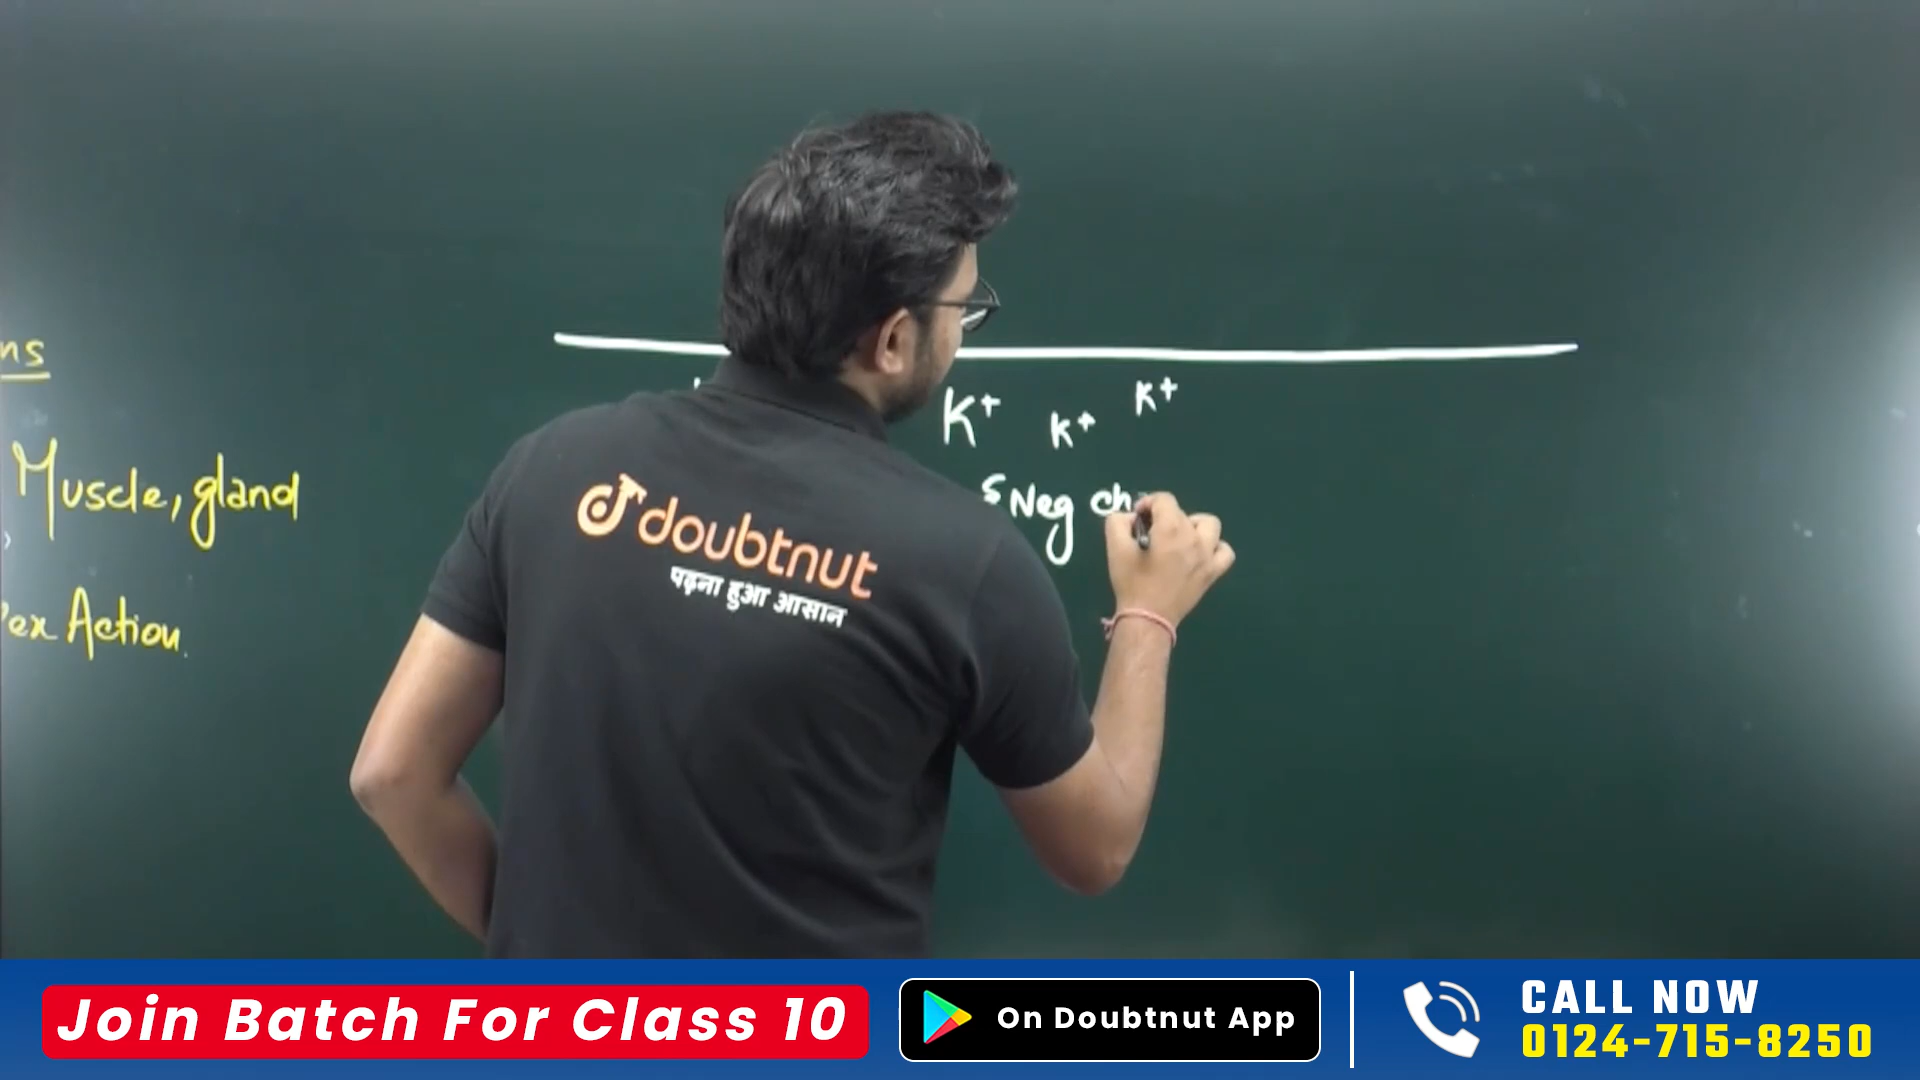 ns
Muscle, gland
ex Action
K+ K+ K+
Neg ch
doubtnut
पढ़ना हुआ आसान
Join Batch For Class 10
On Doubtnut App
CALL NOW
0124-715-8250